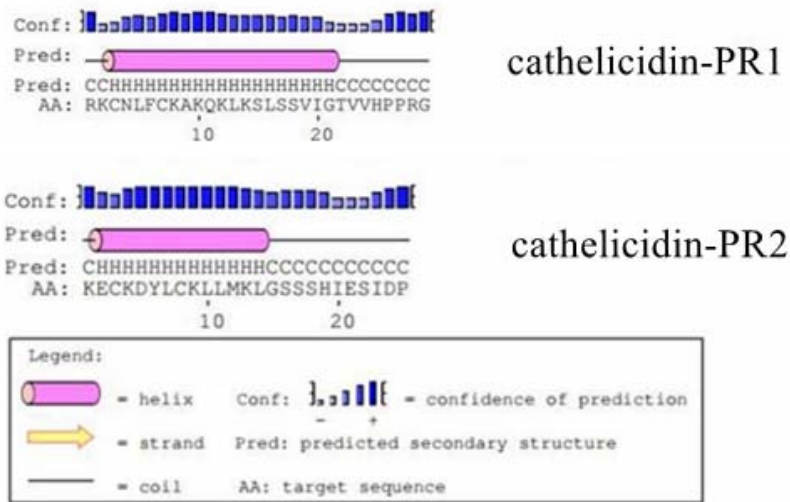 Conf:
Pred:
cathelicidin-PR1
Pred: CCHHHHHHHHHHHHHHHHHHHCCCCCCCC
AA: RKCNLFCKAKQKLKSLSSVIGTVVHPPRG
10 20
Conf:
Pred:
cathelicidin-PR2
Pred: CHHHHHHHHHHHHHCCCCCCCCCCC
AA: KECKDYLCKLLMKLGSSSHIESIDP
10 20
Legend:
= helix Conf: = confidence of prediction
- +
= strand Pred: predicted secondary structure
= coil AA: target sequence